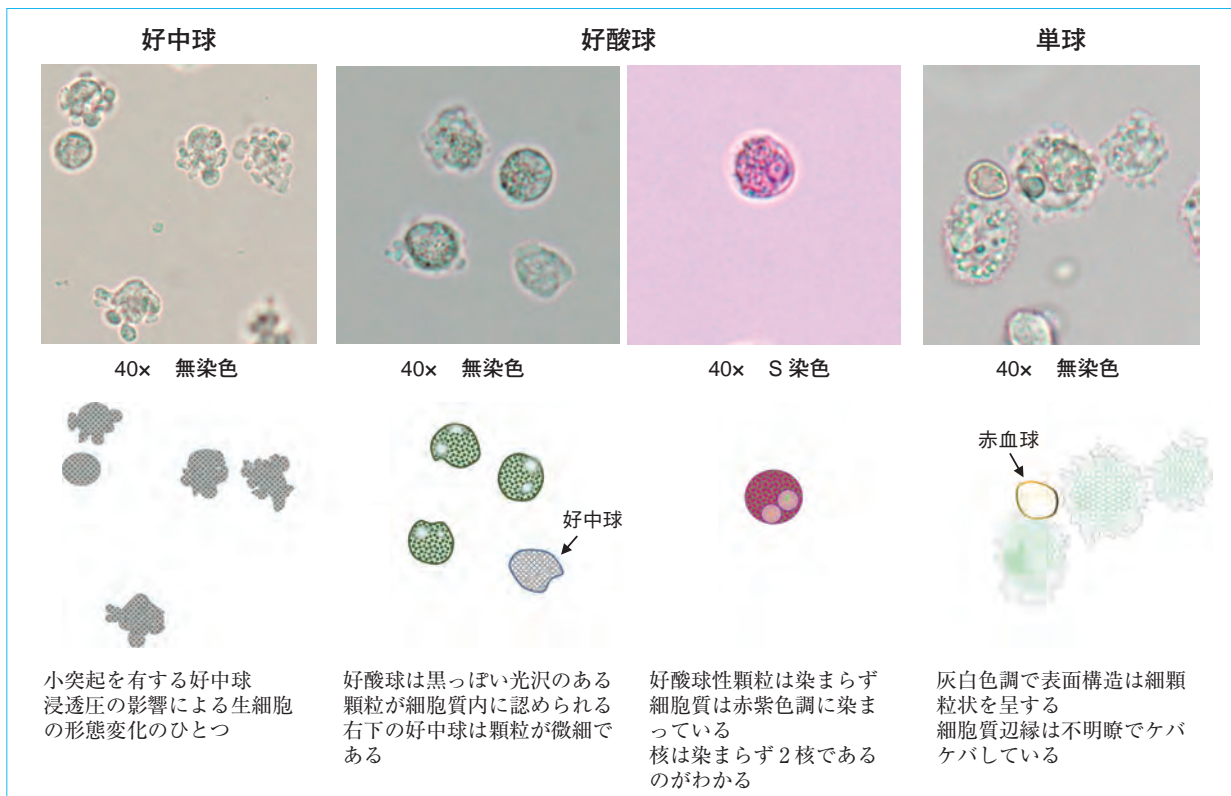 好中球
好酸球
単球
40× 無染色
40× 無染色
40× S 染色
40× 無染色
好中球
赤血球
小突起を有する好中球
浸透圧の影響による生細胞
の形態変化のひとつ
好酸球は黒っぽい光沢のある
顆粒が細胞質内に認められる
右下の好中球は顆粒が微細で
ある
好酸球性顆粒は染まらず
細胞質は赤紫色調に染ま
っている
核は染まらず2核である
のがわかる
灰白色調で表面構造は細顆
粒状を呈する
細胞質辺縁は不明瞭でケバ
ケバしている